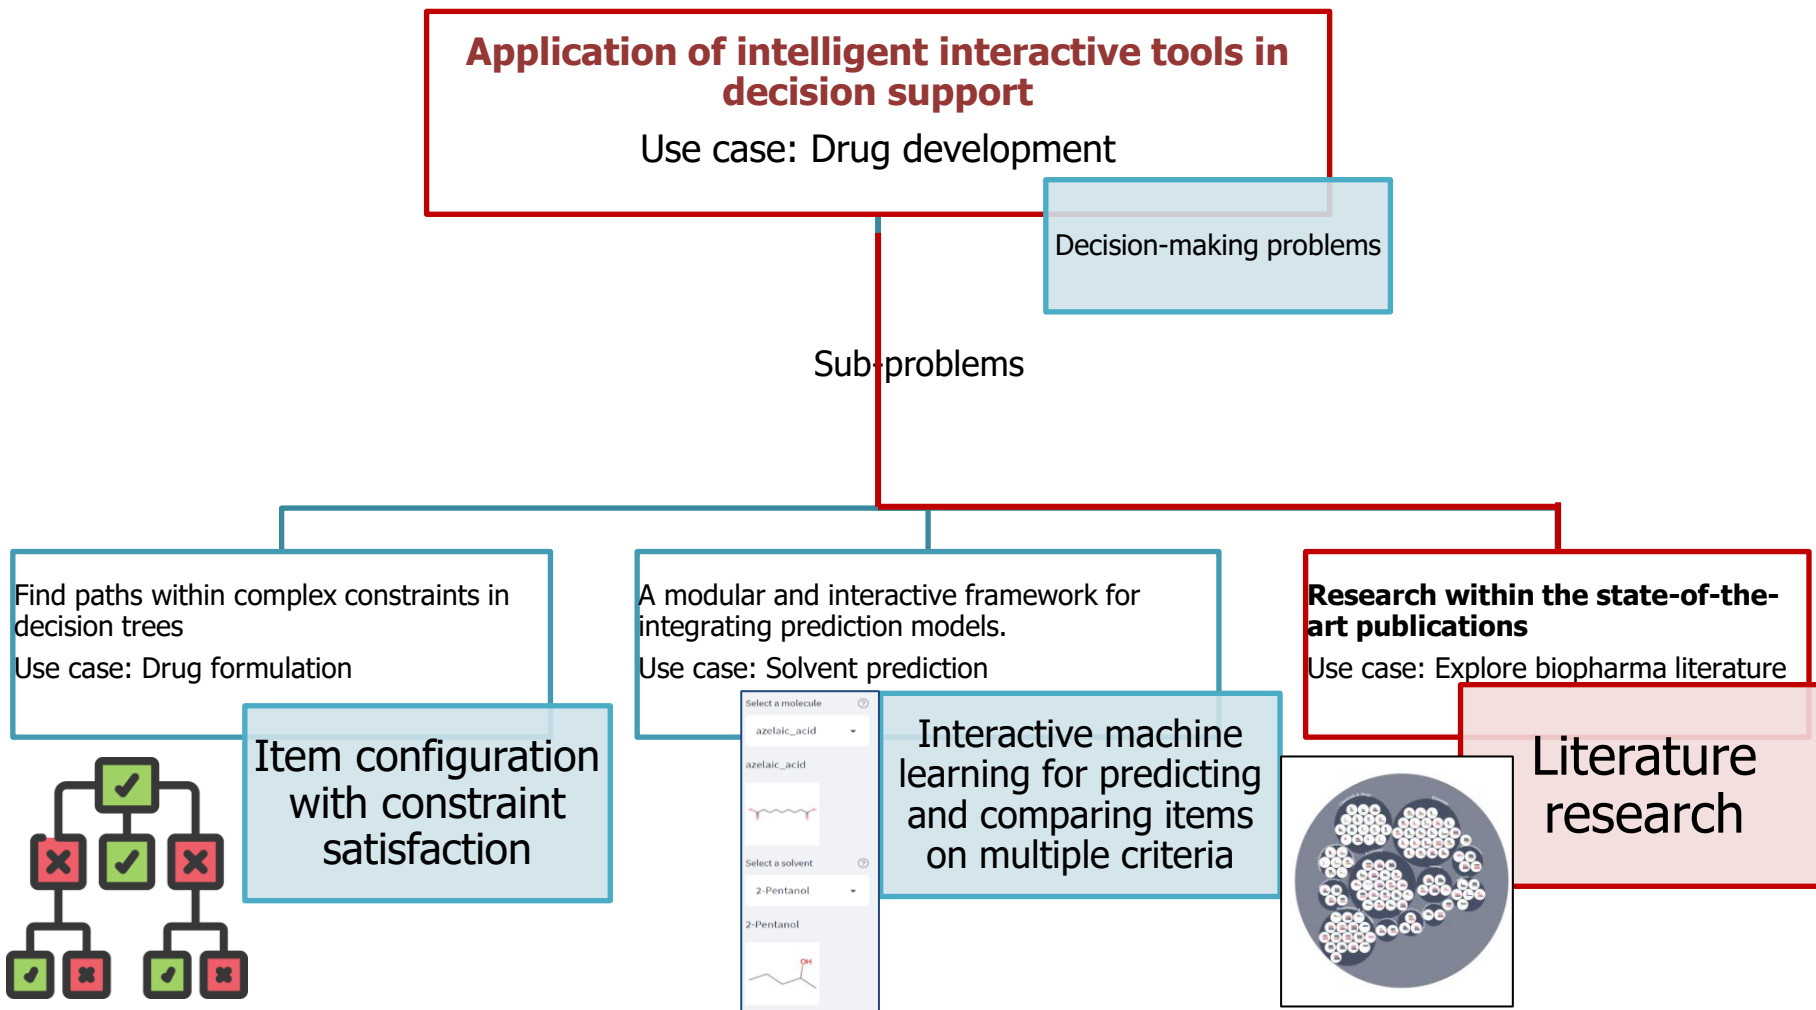 Application of intelligent interactive tools in
decision support
Use case: Drug development
Decision-making problems
Sub-problems
Find paths within complex constraints in
decision trees
Use case: Drug formulation
Item configuration
with constraint
satisfaction
A modular and interactive framework for
integrating prediction models.
Use case: Solvent prediction
Select a molecule
azelaic_acid
azelaic_acid
Select a solvent
2-Pentanol
2-Pentanol
OH
Interactive machine
learning for predicting
and comparing items
on multiple criteria
Research within the state-of-the-
art publications
Use case: Explore biopharma literature
Literature
research